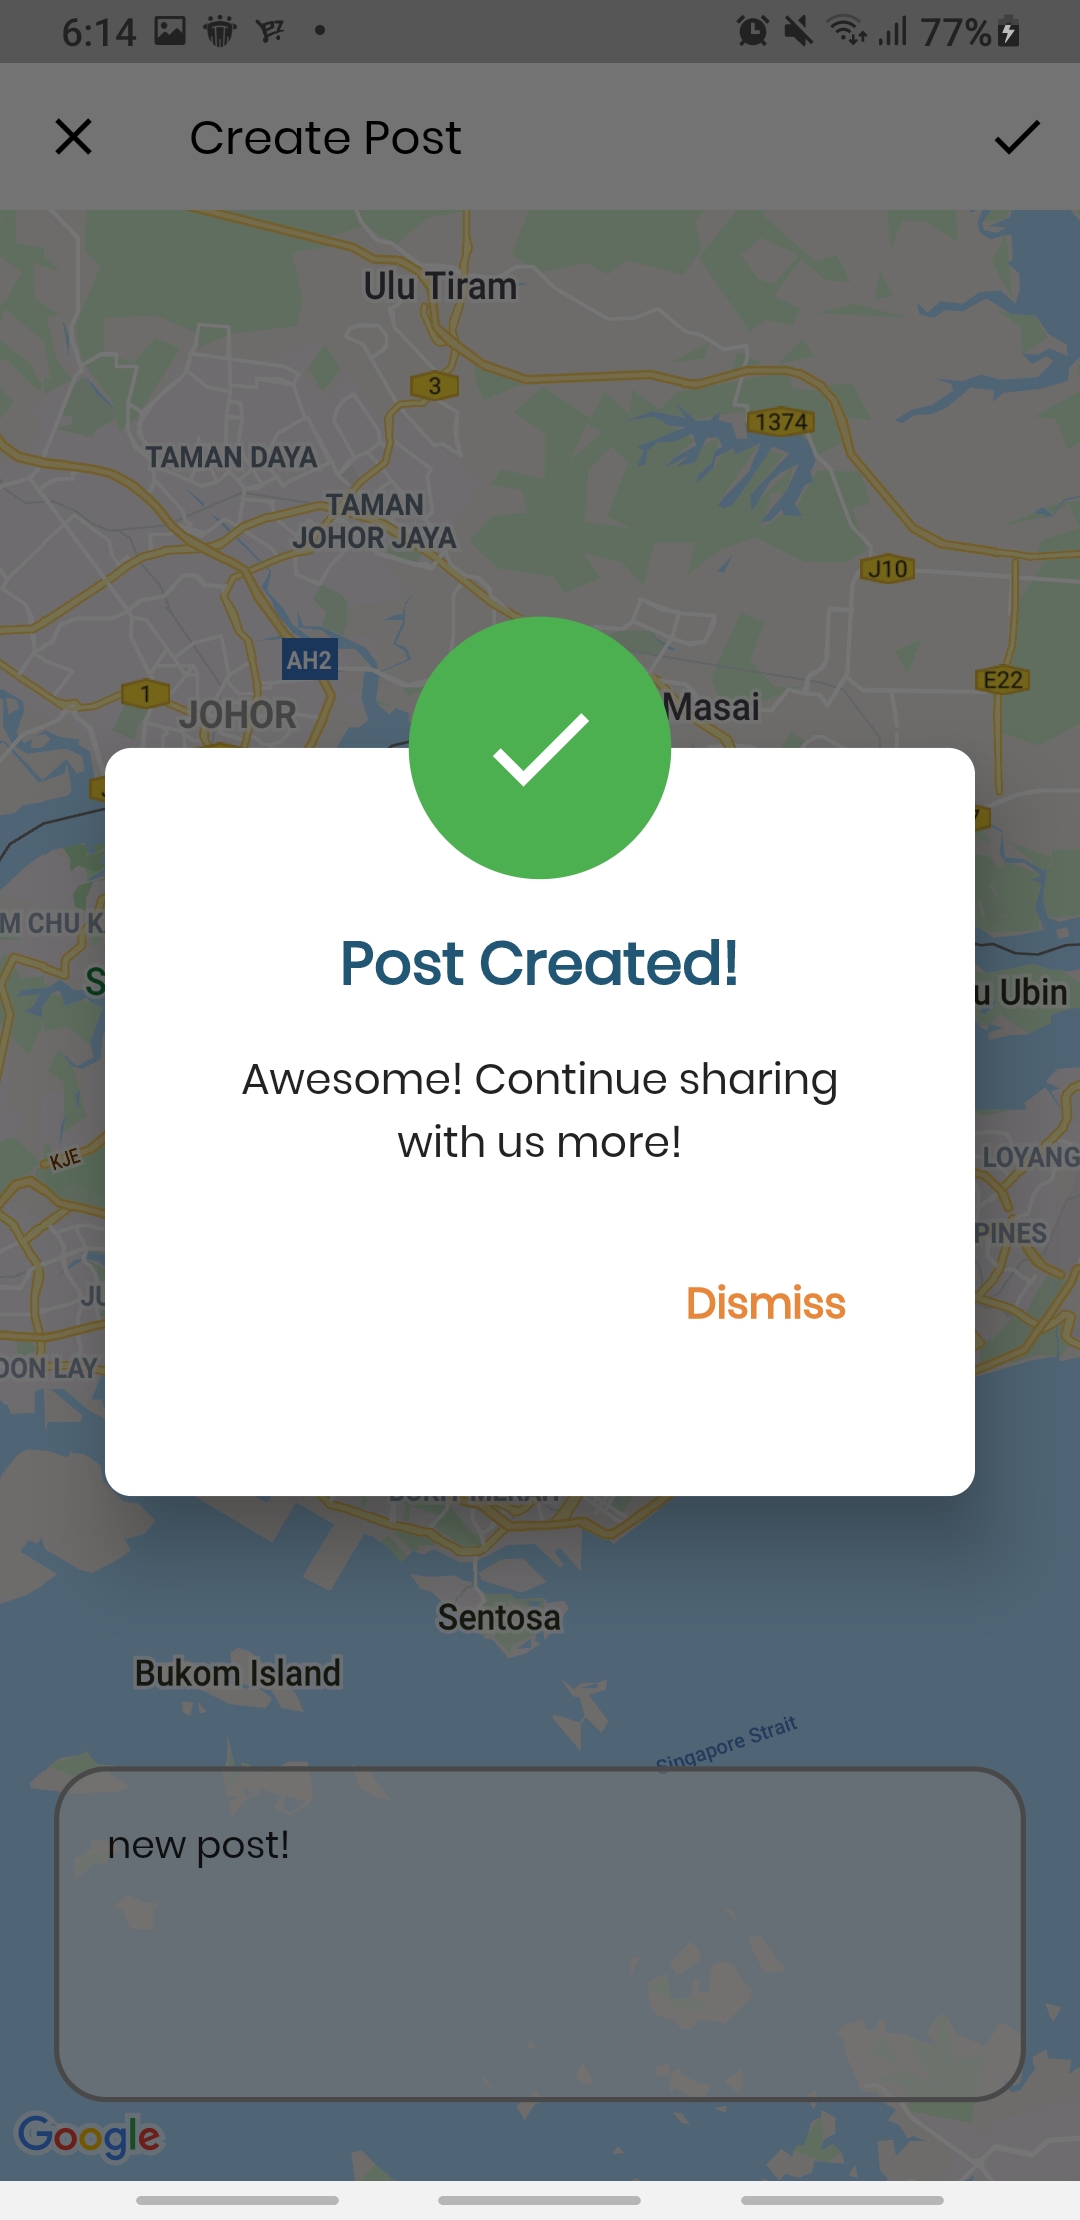 6:14
77%
Create Post
Ulu Tiram
3
1374
TAMAN DAYA
TAMAN
JOHOR JAYA
J10
AH2
E22
1
JOHOR
Masai
M CHU K
S
u Ubin
Post Created!
Awesome! Continue sharing
with us more!
KJE
LOYANG
PINES
JU
Dismiss
OON LAY
Sentosa
Bukom Island
Singapore Strait
new post!
Google